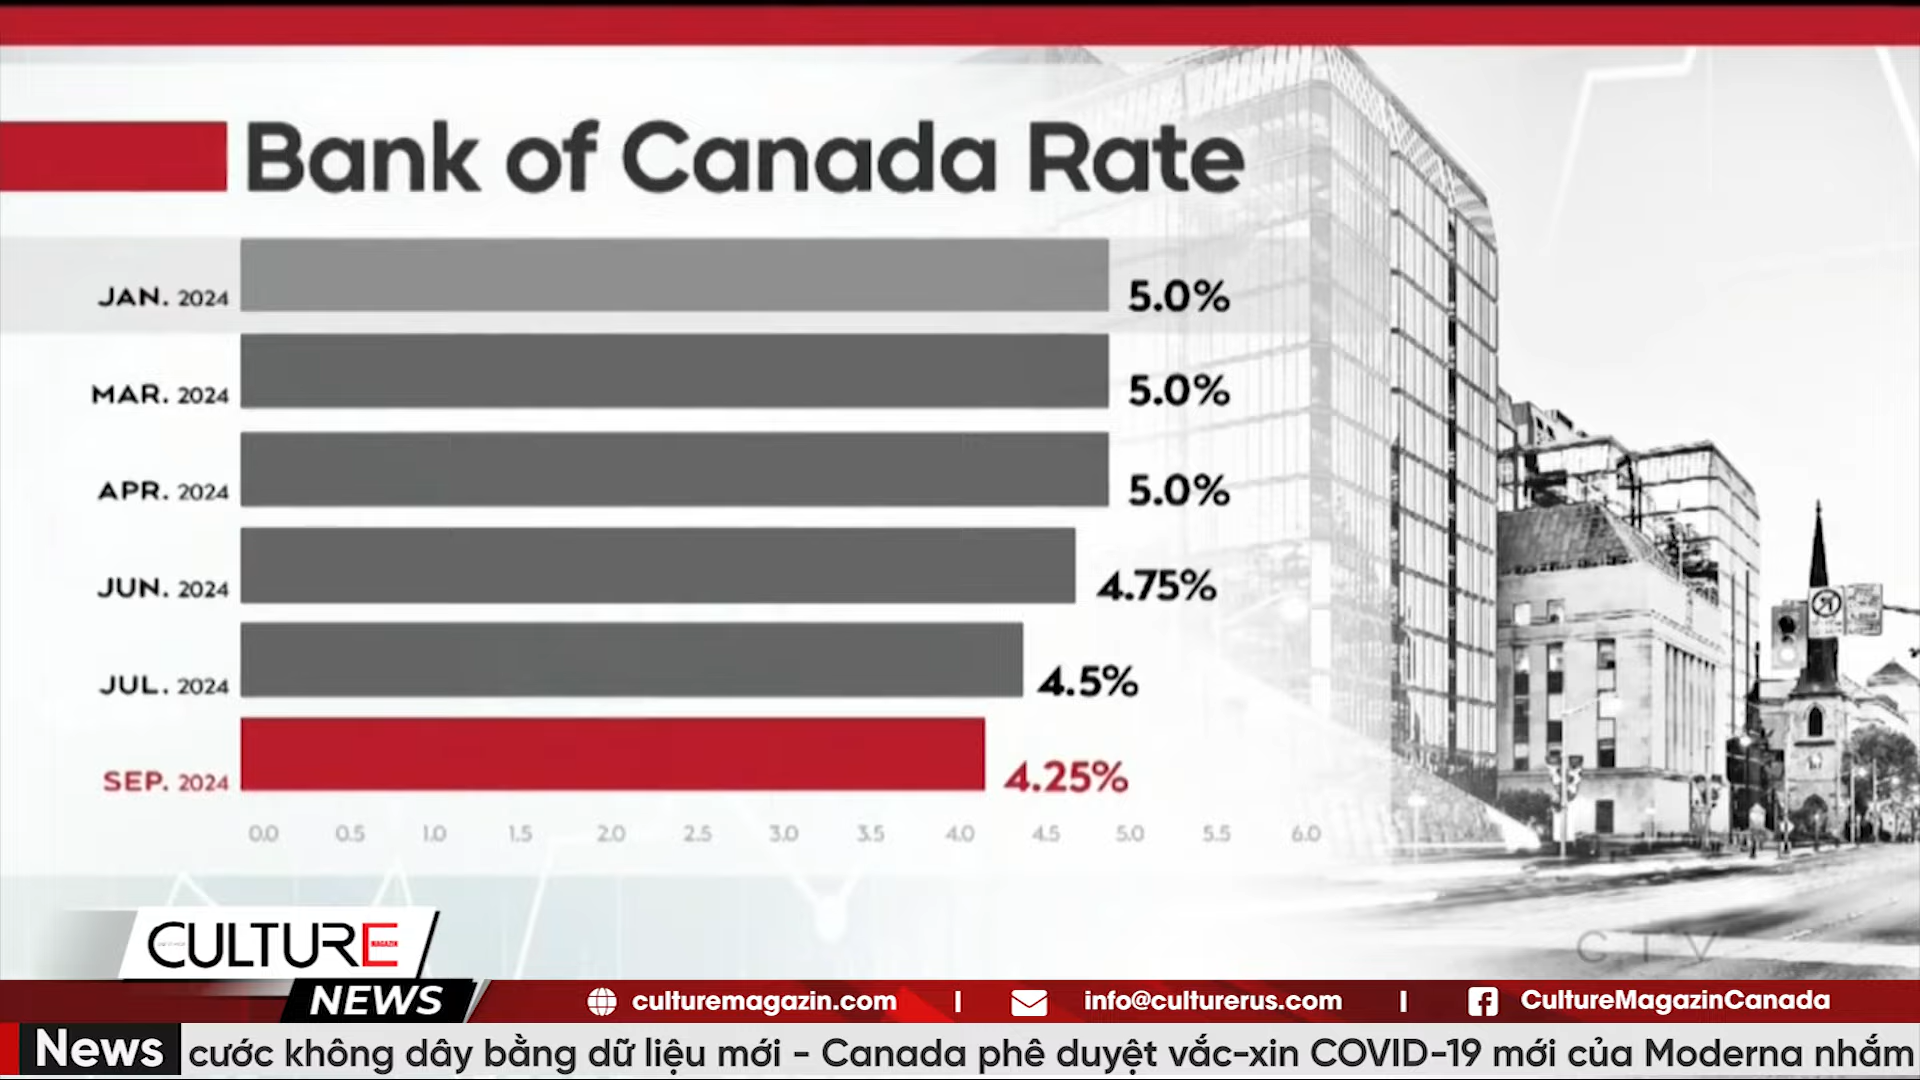 Bank of Canada Rate
JAN. 2024
5.0%
MAR. 2024
5.0%
APR. 2024
5.0%
JUN. 2024
4.75%
JUL. 2024
4.5%
SEP. 2024
4.25%
0.0 0.5 1.0 1.5 2.0 2.5 3.0 3.5 4.0 4.5 5.0 5.5 6.0
CTV
CULTURE
MAGAZIN
NEWS
culturemagazin.com | info@culturerus.com | CultureMagazinCanada
News cước không dây bằng dữ liệu mới - Canada phê duyệt vắc-xin COVID-19 mới của Moderna nhắm